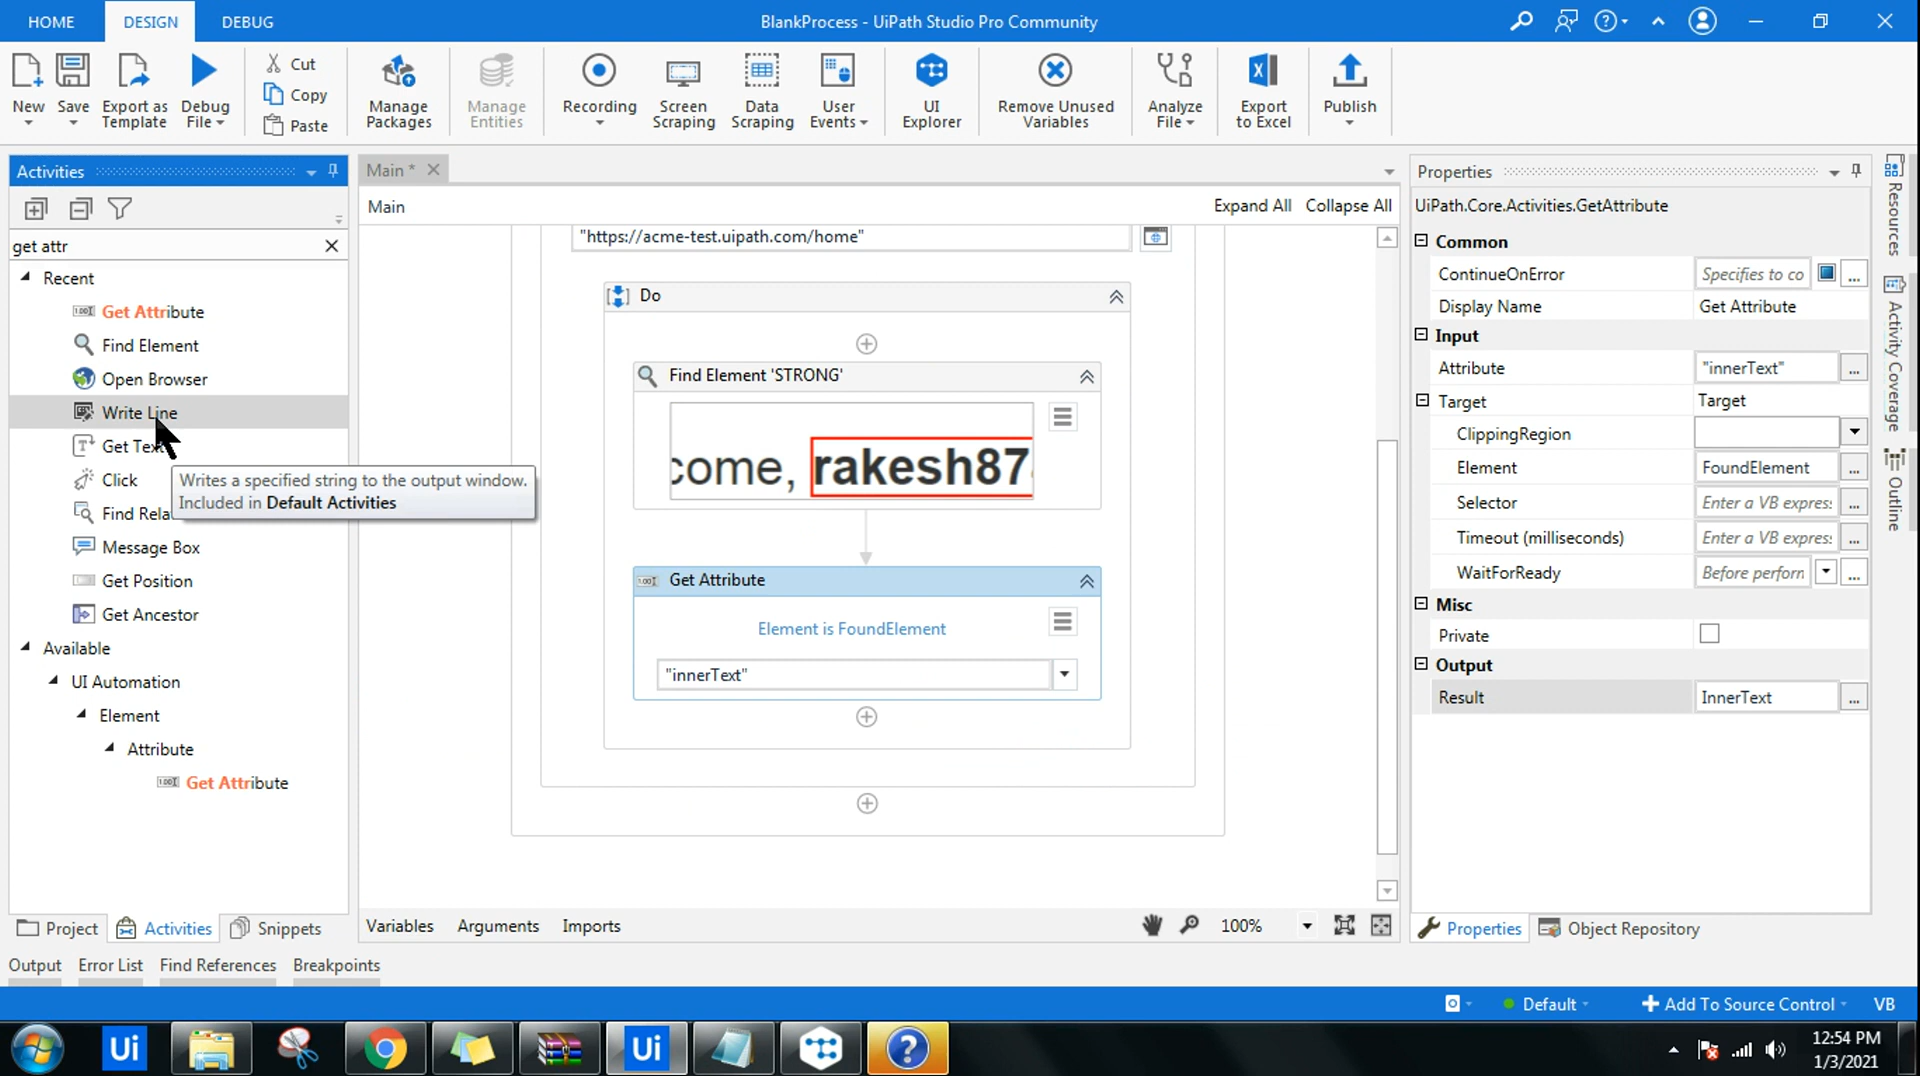 HOME DESIGN DEBUG BlankProcess - UiPath Studio Pro Community
New Save Export as Template Debug File Cut Copy Paste Manage Packages Manage Entities Recording Screen Scraping Data Scraping User Events UI Explorer Remove Unused Variables Analyze File Export to Excel Publish
Activities
get attr
Recent
Get Attribute
Find Element
Open Browser
Write Line
Get Text
Click
Find Rela
Message Box
Get Position
Get Ancestor
Available
UI Automation
Element
Attribute
Get Attribute
Writes a specified string to the output window.
Included in Default Activities
Project Activities Snippets
Main *
Main Expand All Collapse All
"https://acme-test.uipath.com/home"
Do
Find Element 'STRONG'
come, rakesh87
Get Attribute
Element is FoundElement
"innerText"
Variables Arguments Imports 100%
Properties
UiPath.Core.Activities.GetAttribute
Common
ContinueOnError Specifies to co ...
Display Name Get Attribute
Input
Attribute "innerText" ...
Target Target
ClippingRegion
Element FoundElement ...
Selector Enter a VB express ...
Timeout (milliseconds) Enter a VB express ...
WaitForReady Before perforn ...
Misc
Private
Output
Result InnerText ...
Properties Object Repository
Resources
Activity Coverage
Outline
Output Error List Find References Breakpoints
Default Add To Source Control VB
Ui Ui
12:54 PM
1/3/2021